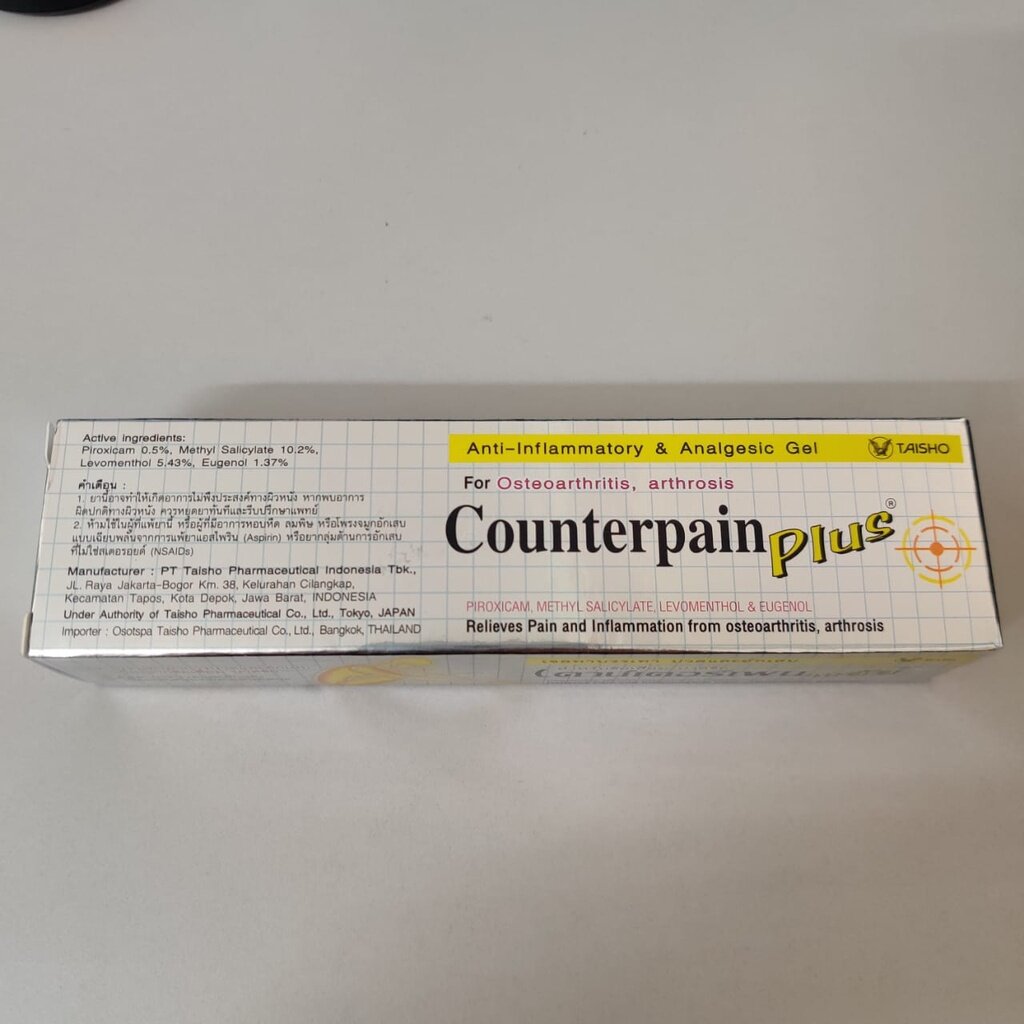 Active ingredients:
Piroxicam 0.5%, Methyl Salicylate 10.2%,
Levomenthol 5.43%, Eugenol 1.37%
คำเตือน :
1. ยานี้อาจทำให้เกิดอาการไม่พึงประสงค์ทางผิวหนัง หากพบอาการ
ผิดปกติทางผิวหนัง ควรหยุดยาทันทีและรีบปรึกษาแพทย์
2. ห้ามใช้ในผู้ที่แพ้ยานี้ หรือผู้ที่มีอาการหอบหืด ลมพิษ หรือโพรงจมูกอักเสบ
แบบเฉียบพลันจากการแพ้ยาแอสไพริน (Aspirin) หรือยากลุ่มต้านการอักเสบ
ที่ไม่ใช่สเตอรอยด์ (NSAIDs)
Manufacturer : PT Taisho Pharmaceutical Indonesia Tbk.,
JL. Raya Jakarta-Bogor Km. 38, Kelurahan Cilangkap,
Kecamatan Tapos, Kota Depok, Jawa Barat, INDONESIA
Under Authority of Taisho Pharmaceutical Co., Ltd., Tokyo, JAPAN
Importer : Osotspa Taisho Pharmaceutical Co., Ltd., Bangkok, THAILAND
Anti-Inflammatory & Analgesic Gel TAISHO
For Osteoarthritis, arthrosis
Counterpain Plus®
PIROXICAM, METHYL SALICYLATE, LEVOMENTHOL & EUGENOL
Relieves Pain and Inflammation from osteoarthritis, arthrosis